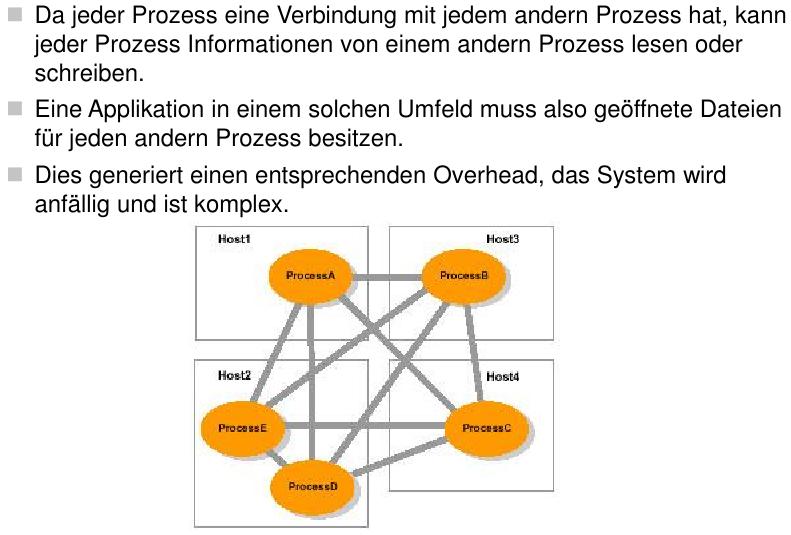 Da jeder Prozess eine Verbindung mit jedem andern Prozess hat, kann
jeder Prozess Informationen von einem andern Prozess lesen oder
schreiben.
Eine Applikation in einem solchen Umfeld muss also geöffnete Dateien
für jeden andern Prozess besitzen.
Dies generiert einen entsprechenden Overhead, das System wird
anfällig und ist komplex.
Host1
Host3
ProcessA
ProcessB
Host2
Host4
ProcessE
ProcessC
ProcessD